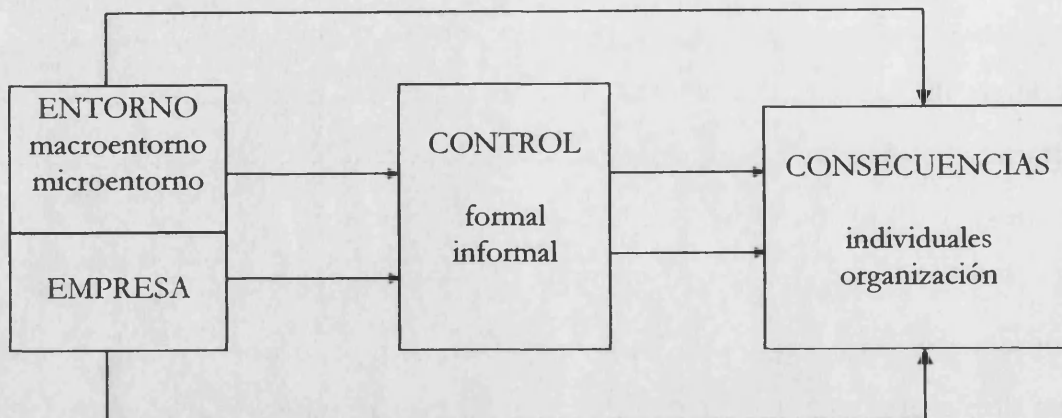 ENTORNO
macroentorno
microentorno
EMPRESA
CONTROL
formal
informal
CONSECUENCIAS
individuales
organización